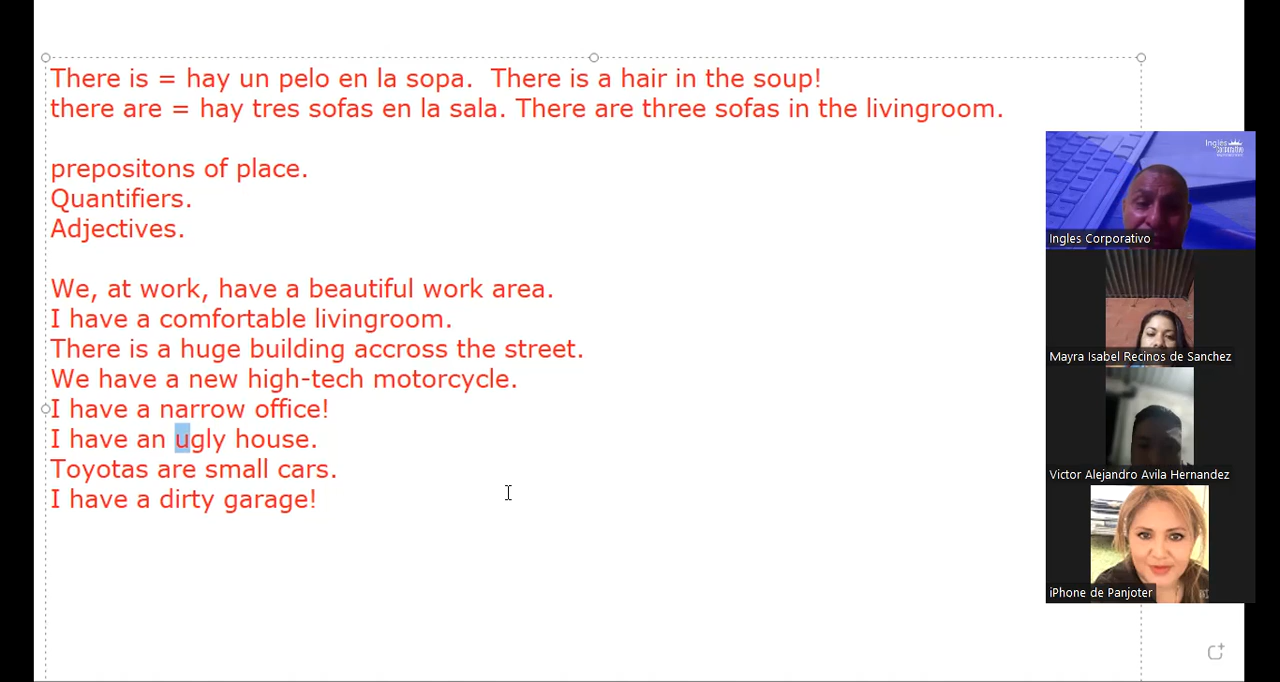 There is = hay un pelo en la sopa.  There is a hair in the soup!
there are = hay tres sofas en la sala. There are three sofas in the livingroom.
prepositons of place.
Quantifiers.
Adjectives.
We, at work, have a beautiful work area.
I have a comfortable livingroom.
There is a huge building accross the street.
We have a new high-tech motorcycle.
I have a narrow office!
I have an ugly house.
Toyotas are small cars.
I have a dirty garage!
Ingles
Corporativo
Ingles Corporativo
Mayra Isabel Recinos de Sanchez
Victor Alejandro Avila Hernandez
iPhone de Panjoter